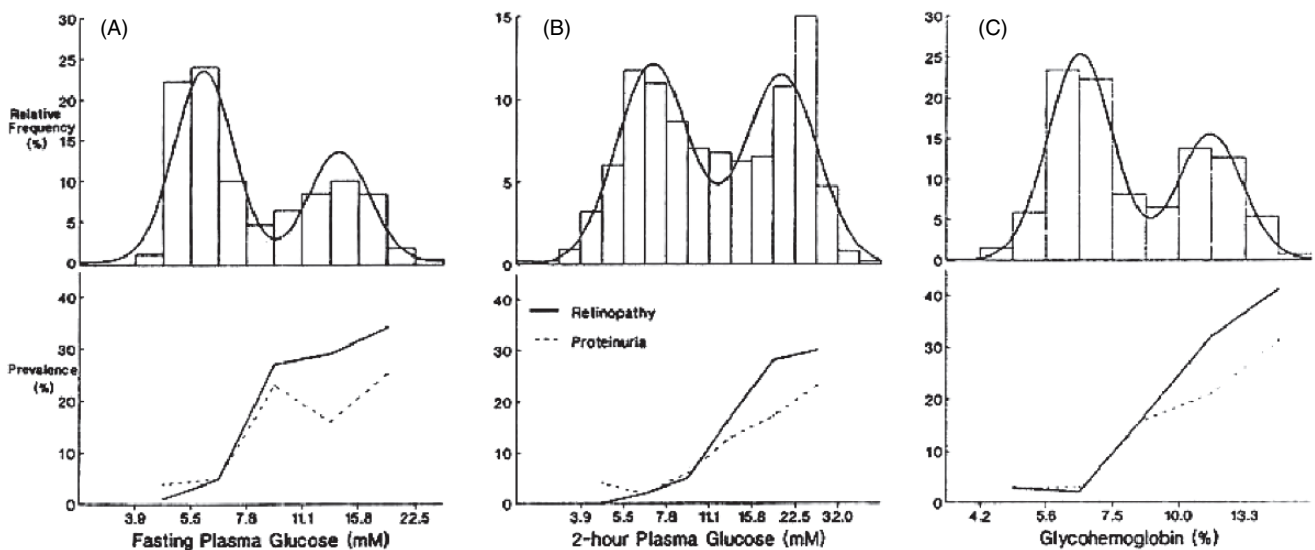 (A)
30
25
20
15
10
5
0
Relative
Frequency
(%)
(B)
15
10
5
0
(C)
30
25
20
15
10
5
0
40
30
20
10
0
Prevalence
(%)
3.9 5.5 7.8 11.1 15.8 22.5
Fasting Plasma Glucose (mM)
40
30
20
10
0
Retinopathy
Proteinuria
3.9 5.5 7.8 11.1 15.8 22.5 32.0
2-hour Plasma Glucose (mM)
40
30
20
10
0
4.2 5.6 7.5 10.0 13.3
Glycohemoglobin (%)